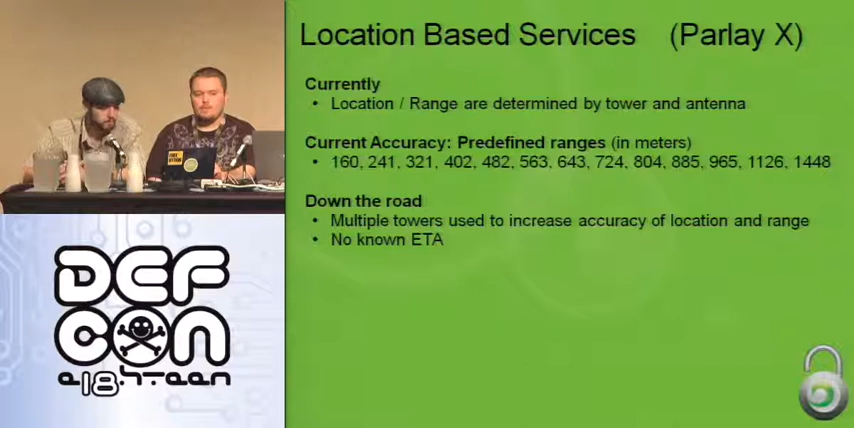 Location Based Services (Parlay X)
Currently
• Location / Range are determined by tower and antenna
Current Accuracy: Predefined ranges (in meters)
• 160, 241, 321, 402, 482, 563, 643, 724, 804, 885, 965, 1126, 1448
Down the road
• Multiple towers used to increase accuracy of location and range
• No known ETA
DEF
CON
e18hteen